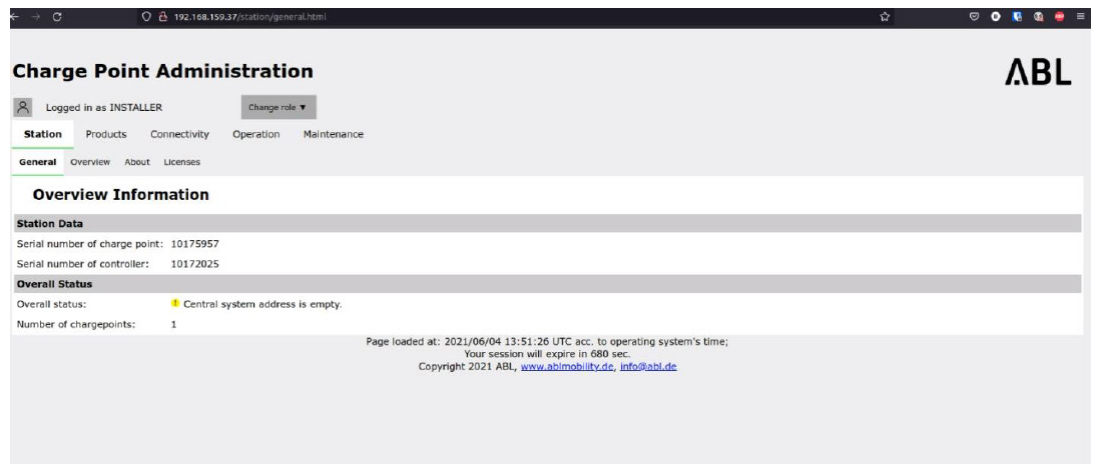 192.168.159.37/station/general.html
Charge Point Administration
ABL
Logged in as INSTALLER
Change role ▼
Station Products Connectivity Operation Maintenance
General Overview About Licenses
Overview Information
Station Data
Serial number of charge point: 10175957
Serial number of controller: 10172025
Overall Status
Overall status: ! Central system address is empty.
Number of chargepoints: 1
Page loaded at: 2021/06/04 13:51:26 UTC acc. to operating system's time;
Your session will expire in 680 sec.
Copyright 2021 ABL, www.ablmobility.de, info@abl.de